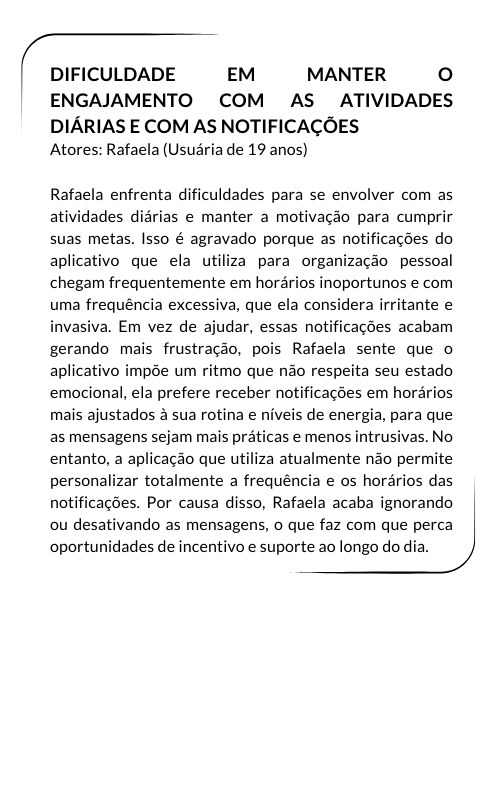 DIFICULDADE EM MANTER O
ENGAJAMENTO COM AS ATIVIDADES
DIÁRIAS E COM AS NOTIFICAÇÕES
Atores: Rafaela (Usuária de 19 anos)
Rafaela enfrenta dificuldades para se envolver com as
atividades diárias e manter a motivação para cumprir
suas metas. Isso é agravado porque as notificações do
aplicativo que ela utiliza para organização pessoal
chegam frequentemente em horários inoportunos e com
uma frequência excessiva, que ela considera irritante e
invasiva. Em vez de ajudar, essas notificações acabam
gerando mais frustração, pois Rafaela sente que o
aplicativo impõe um ritmo que não respeita seu estado
emocional, ela prefere receber notificações em horários
mais ajustados à sua rotina e níveis de energia, para que
as mensagens sejam mais práticas e menos intrusivas. No
entanto, a aplicação que utiliza atualmente não permite
personalizar totalmente a frequência e os horários das
notificações. Por causa disso, Rafaela acaba ignorando
ou desativando as mensagens, o que faz com que perca
oportunidades de incentivo e suporte ao longo do dia.